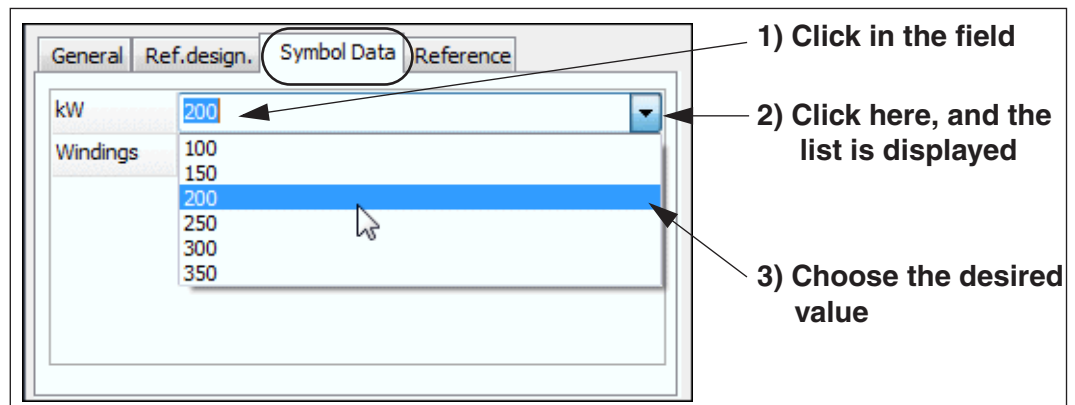 General Ref.design. Symbol Data Reference
1) Click in the field
kW 200
2) Click here, and the
list is displayed
Windings
100
150
200
250
300
350
3) Choose the desired
value